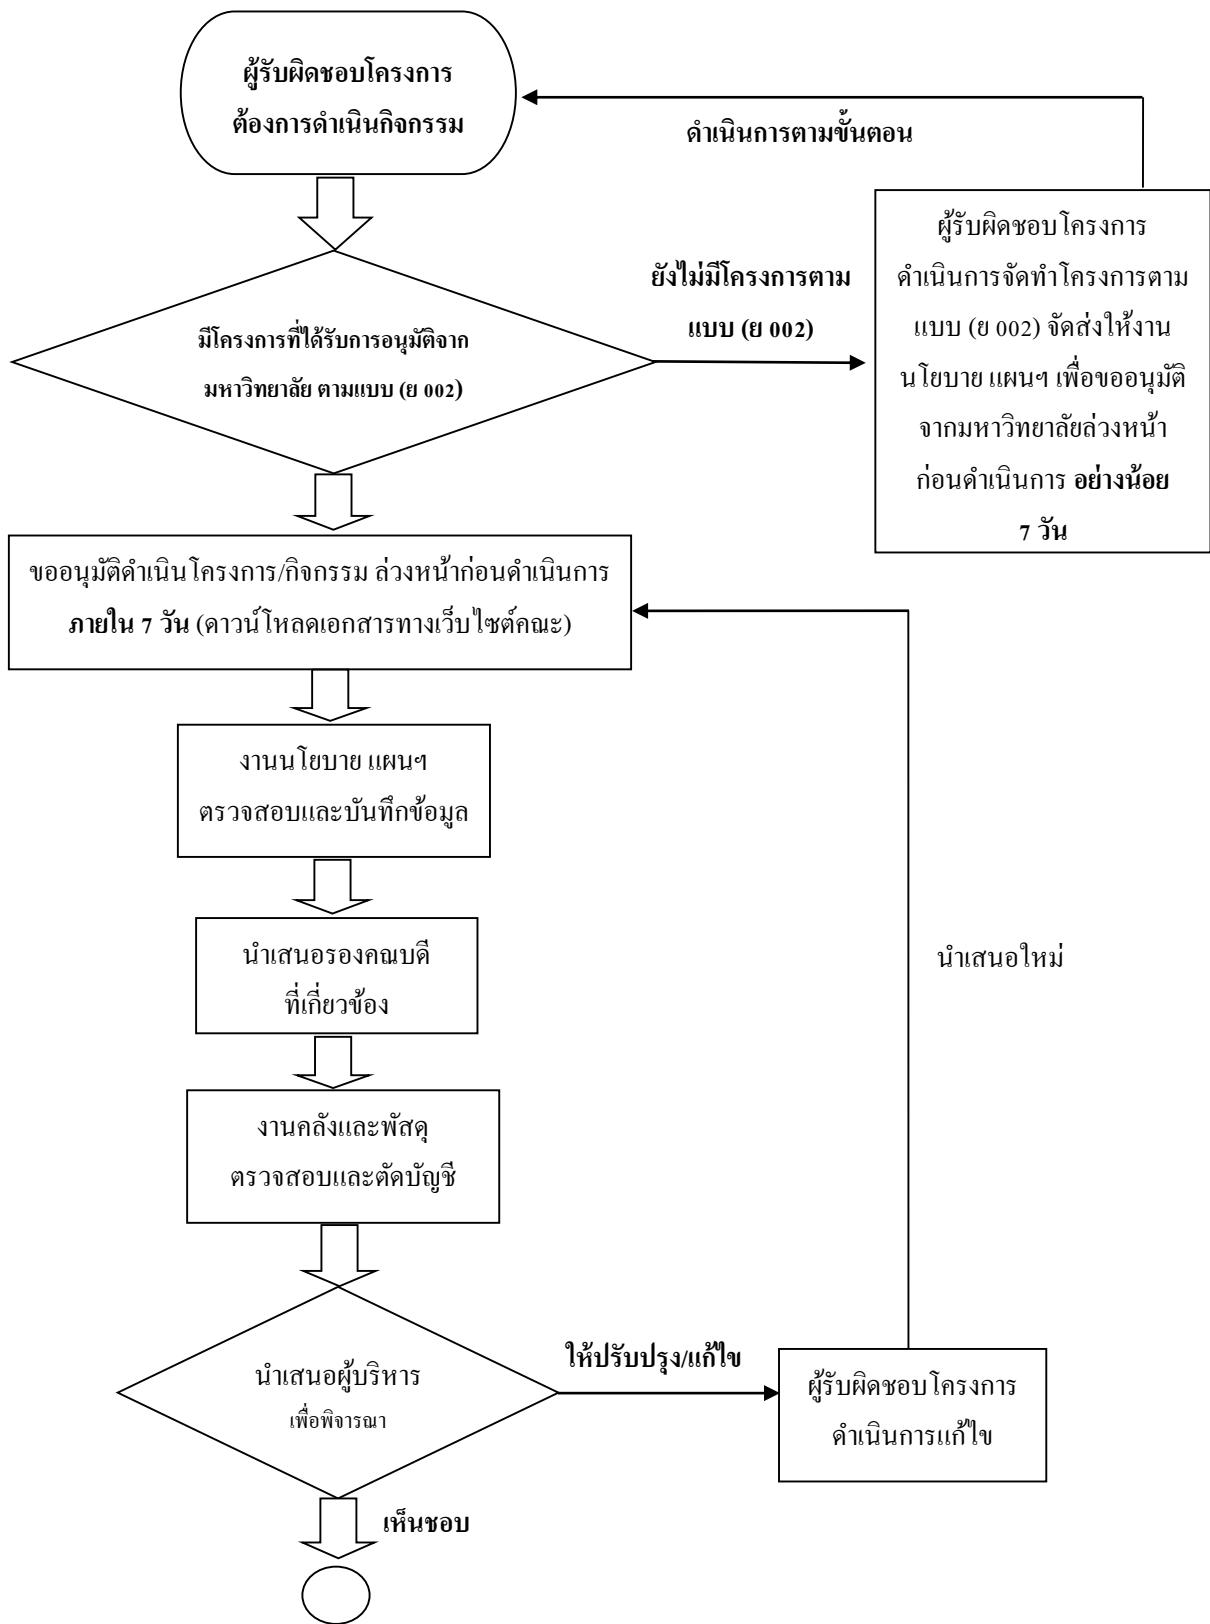 ผู้รับผิดชอบโครงการ
ต้องการดำเนินกิจกรรม
ดำเนินการตามขั้นตอน
มีโครงการที่ได้รับการอนุมัติจาก
มหาวิทยาลัย ตามแบบ (ย 002)
ยังไม่มีโครงการตาม
แบบ (ย 002)
ผู้รับผิดชอบโครงการ
ดำเนินการจัดทำโครงการตาม
แบบ (ย 002) จัดส่งให้งาน
นโยบาย แผนฯ เพื่อขออนุมัติ
จากมหาวิทยาลัยล่วงหน้า
ก่อนดำเนินการ อย่างน้อย
7 วัน
ขออนุมัติดำเนินโครงการ/กิจกรรม ล่วงหน้าก่อนดำเนินการ
ภายใน 7 วัน (ดาวน์โหลดเอกสารทางเว็บไซต์คณะ)
งานนโยบาย แผนฯ
ตรวจสอบและบันทึกข้อมูล
นำเสนอรองคณบดี
ที่เกี่ยวข้อง
นำเสนอใหม่
งานคลังและพัสดุ
ตรวจสอบและตัดบัญชี
นำเสนอผู้บริหาร
เพื่อพิจารณา
ให้ปรับปรุง/แก้ไข
ผู้รับผิดชอบโครงการ
ดำเนินการแก้ไข
เห็นชอบ